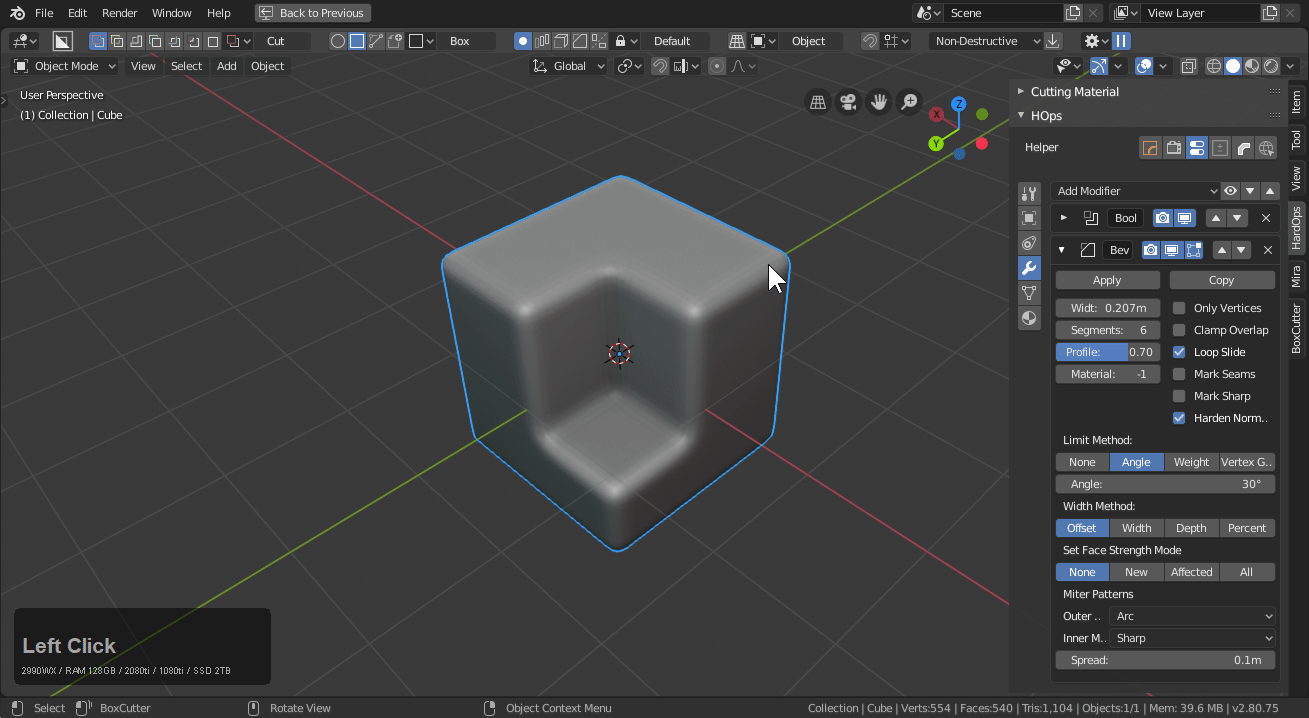 File Edit Render Window Help Back to Previous Scene View Layer
Cut Box Default Object Non-Destructive
Object Mode View Select Add Object Global
User Perspective
(1) Collection | Cube
Z
X
Y
Cutting Material
HOps
Helper
Add Modifier
Bool
Bev
Apply Copy
Widt: 0.207m Only Vertices
Segments: 6 Clamp Overlap
Profile: 0.70 Loop Slide
Material: -1 Mark Seams
Mark Sharp
Harden Norm..
Limit Method:
None Angle Weight Vertex G..
Angle: 30°
Width Method:
Offset Width Depth Percent
Set Face Strength Mode
None New Affected All
Miter Patterns
Outer .. Arc
Inner M.. Sharp
Spread: 0.1m
Item
Tool
View
HardOps
Mira
BoxCutter
Left Click
2990WX / RAM 128GB / 2080ti / 1080ti / SSD 2TB
Select BoxCutter Rotate View Object Context Menu Collection | Cube | Verts:554 | Faces:540 | Tris:1,104 | Objects:1/1 | Mem: 39.6 MB | v2.80.75